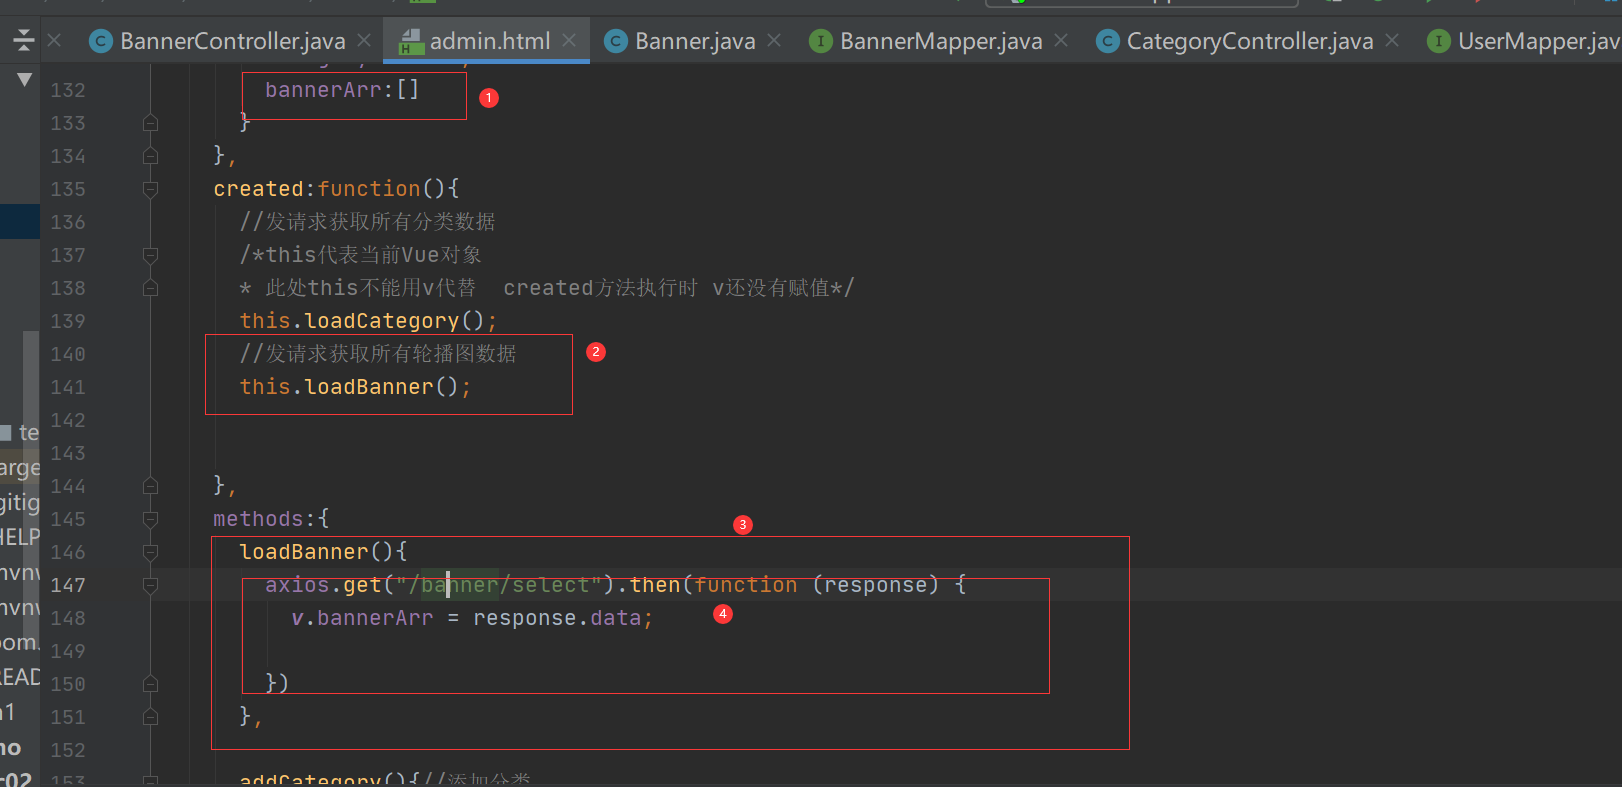 BannerController.java admin.html Banner.java BannerMapper.java CategoryController.java UserMapper.jav
132 bannerArr:[] 1
133 }
134 },
135 created:function(){
136 //发请求获取所有分类数据
137 /*this代表当前Vue对象
138 * 此处this不能用v代替  created方法执行时 v还没有赋值*/
139 this.loadCategory();
140 //发请求获取所有轮播图数据 2
141 this.loadBanner();
142
143
144 },
145 methods:{
3
146 loadBanner(){
147 axios.get("/banner/select").then(function (response) {
148 v.bannerArr = response.data; 4
149
150 })
151 },
152
153 addCategory(){//添加分类
te
arge
gitig
HELP
nvnw
nvnw
pom.
READ
n1
no
r02